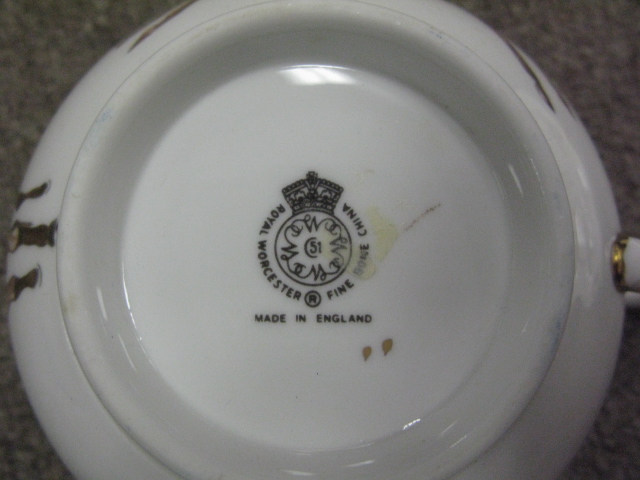 ROYAL WORCESTER ® FINE BONE CHINA
51
MADE IN ENGLAND